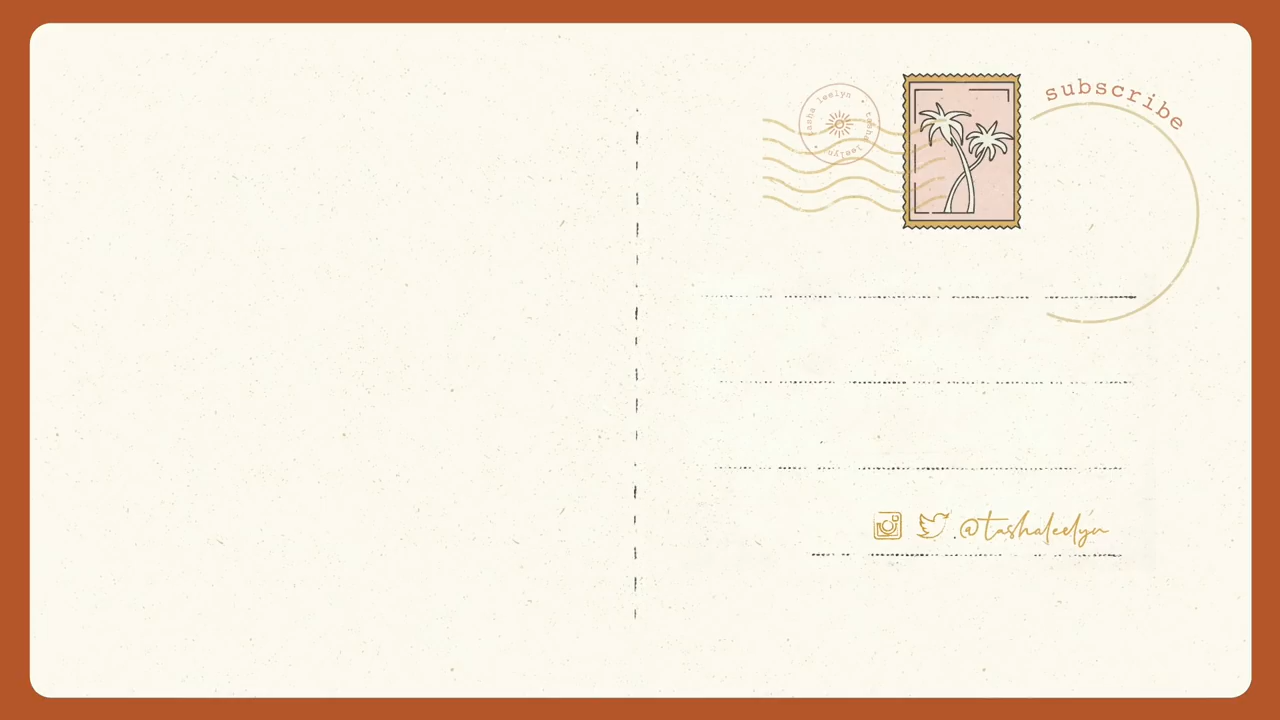 tasha leelyn • tasha leelyn •
subscribe
@tashaleelyn